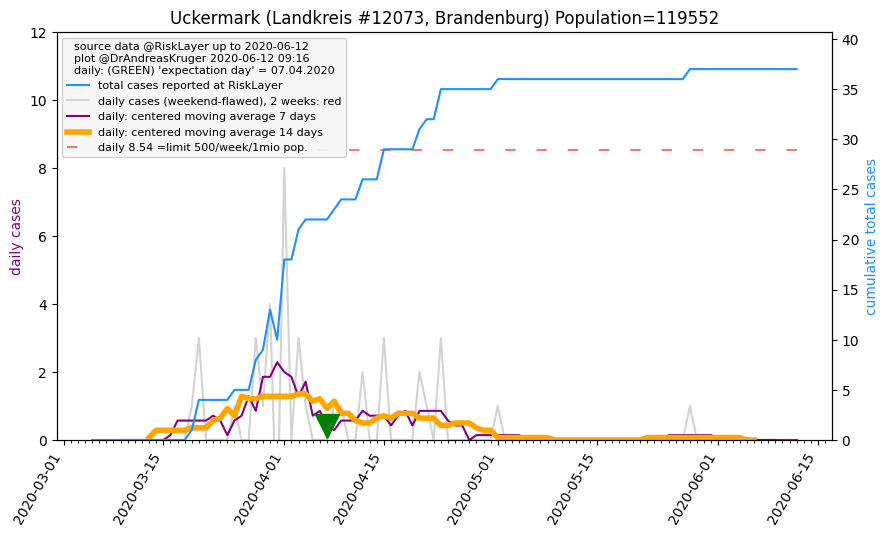 Uckermark (Landkreis #12073, Brandenburg) Population=119552
source data @RiskLayer up to 2020-06-12
plot @DrAndreasKruger 2020-06-12 09:16
daily: (GREEN) 'expectation day' = 07.04.2020
total cases reported at RiskLayer
daily cases (weekend-flawed), 2 weeks: red
daily: centered moving average 7 days
daily: centered moving average 14 days
daily 8.54 =limit 500/week/1mio pop.
daily cases
12
10
8
6
4
2
0
40
35
30
25
20
15
10
5
0
cumulative total cases
2020-03-01
2020-03-15
2020-04-01
2020-04-15
2020-05-01
2020-05-15
2020-06-01
2020-06-15